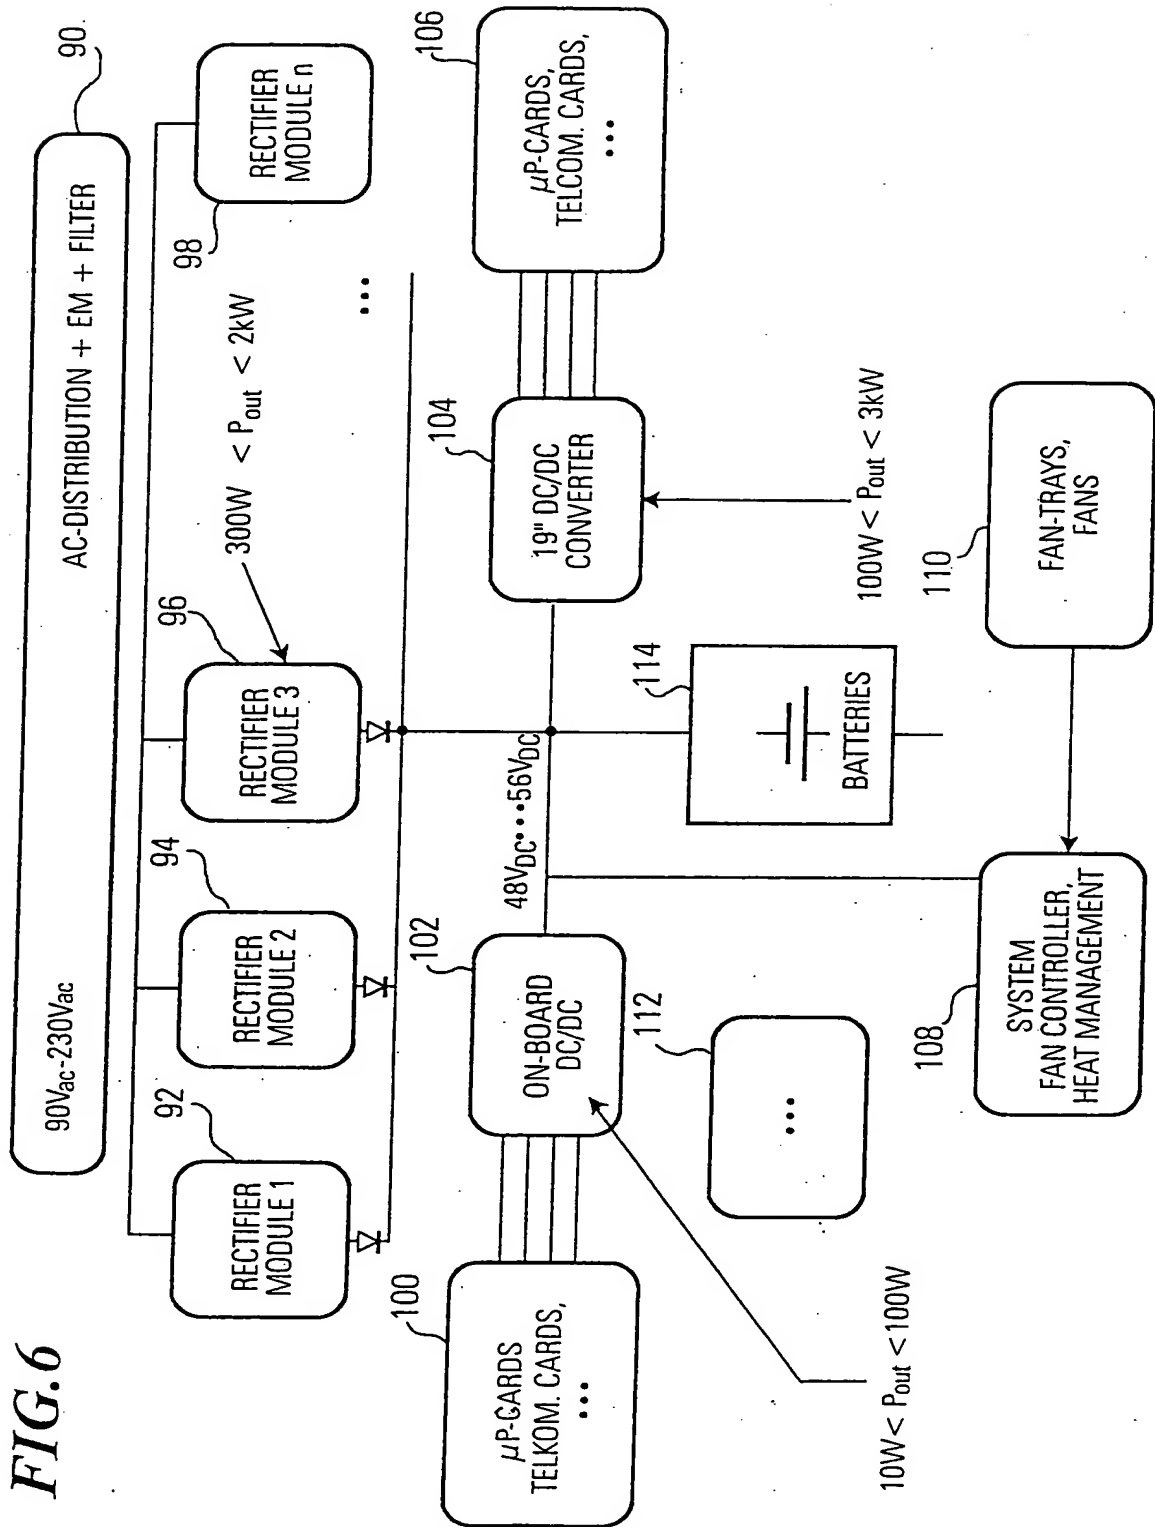 FIG.6
90
90Vac-230Vac AC-DISTRIBUTION + EM + FILTER
92
RECTIFIER
MODULE 1
94
RECTIFIER
MODULE 2
96
RECTIFIER
MODULE 3
300W < Pout < 2kW
98
RECTIFIER
MODULE n
•••
100
µP-CARDS
TELKOM. CARDS,
•••
102
ON-BOARD
DC/DC
48VDC•••56VDC
104
19" DC/DC
CONVERTER
106
µP-CARDS,
TELCOM. CARDS,
•••
10W< Pout <100W
112
•••
114
BATTERIES
100W < Pout < 3kW
108
SYSTEM
FAN CONTROLLER,
HEAT MANAGEMENT
110
FAN-TRAYS,
FANS